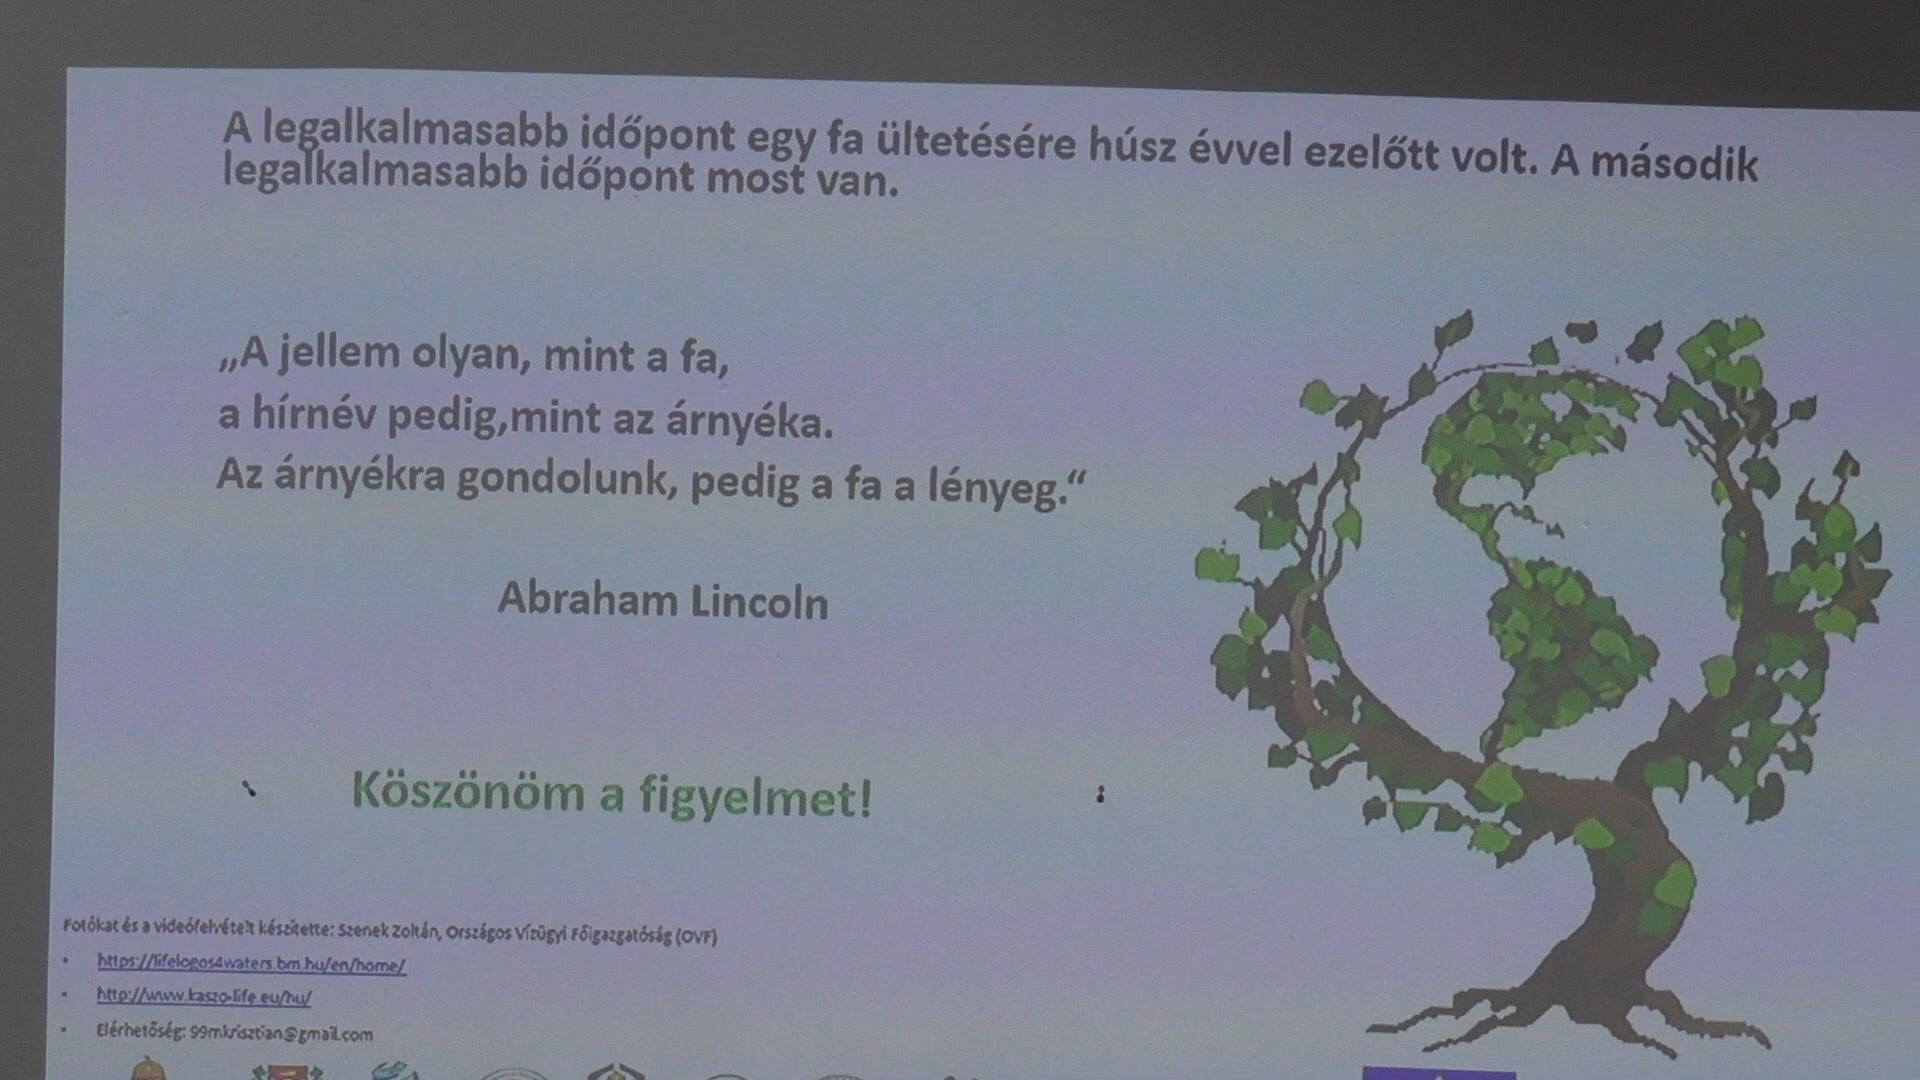 A legalkalmasabb időpont egy fa ültetésére húsz évvel ezelőtt volt. A második
legalkalmasabb időpont most van.
„A jellem olyan, mint a fa,
a hírnév pedig,mint az árnyéka.
Az árnyékra gondolunk, pedig a fa a lényeg.“
Abraham Lincoln
Köszönöm a figyelmet!
Fotókat és a videófelvételt készítette: Szenek Zoltán, Országos Vízügyi Főigazgatóság (OVF)
• https://lifelogos4waters.bm.hu/en/home/
• http://www.kaszo-life.eu/hu/
• Elérhetőség: 99mkrisztian@gmail.com